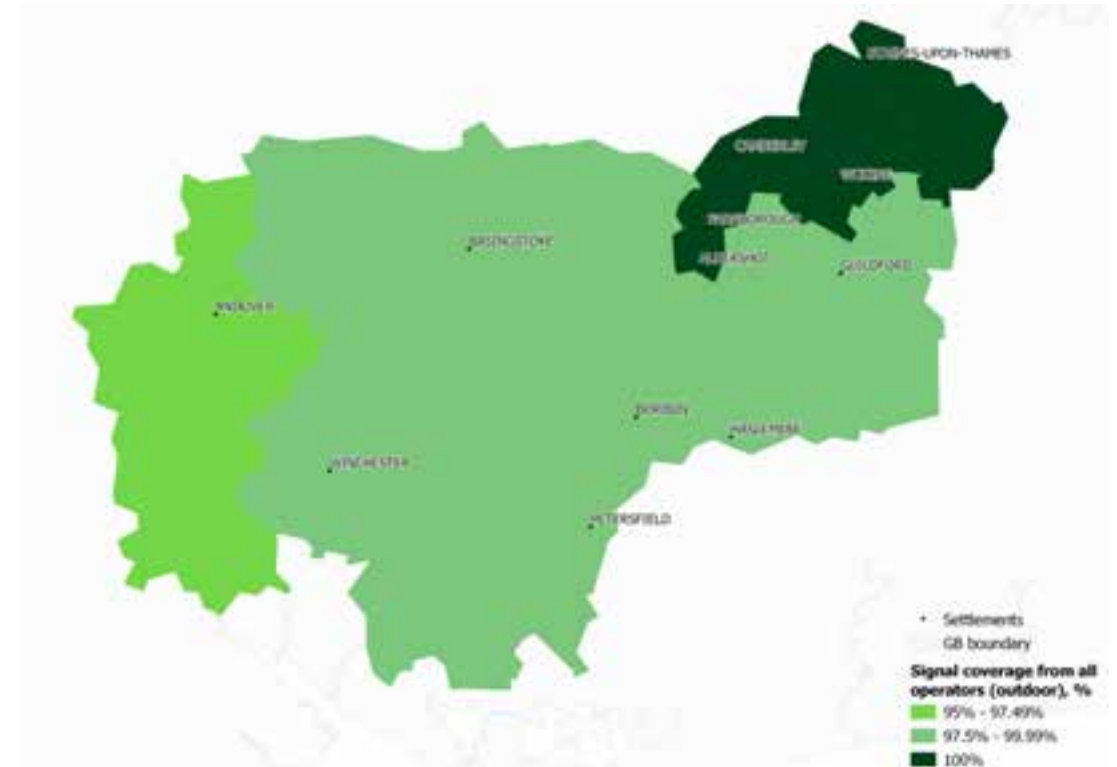 STAINES-UPON-THAMES
CAMBERLEY
WOKING
FARNBOROUGH
ALDERSHOT
BASINGSTOKE
GUILDFORD
ANDOVER
BORDON
HASLEMERE
WINCHESTER
PETERSFIELD
Settlements
GB boundary
Signal coverage from all
operators (outdoor), %
95% - 97.49%
97.5% - 99.99%
100%